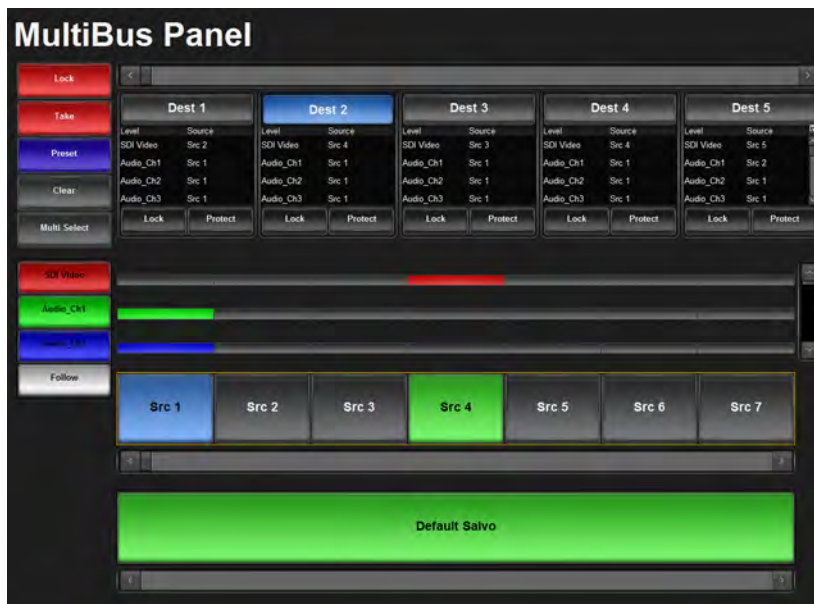 MultiBus Panel
Lock
Take
Preset
Clear
Multi Select
Dest 1
Level Source
SDI Video Src 2
Audio_Ch1 Src 1
Audio_Ch2 Src 1
Audio_Ch3 Src 1
Lock Protect
Dest 2
Level Source
SDI Video Src 4
Audio_Ch1 Src 1
Audio_Ch2 Src 1
Audio_Ch3 Src 1
Lock Protect
Dest 3
Level Source
SDI Video Src 3
Audio_Ch1 Src 1
Audio_Ch2 Src 1
Audio_Ch3 Src 1
Lock Protect
Dest 4
Level Source
SDI Video Src 4
Audio_Ch1 Src 1
Audio_Ch2 Src 1
Audio_Ch3 Src 1
Lock Protect
Dest 5
Level Source
SDI Video Src 5
Audio_Ch1 Src 2
Audio_Ch2 Src 1
Audio_Ch3 Src 1
Lock Protect
SDI Video
Audio_Ch1
Follow
Src 1 Src 2 Src 3 Src 4 Src 5 Src 6 Src 7
Default Salvo